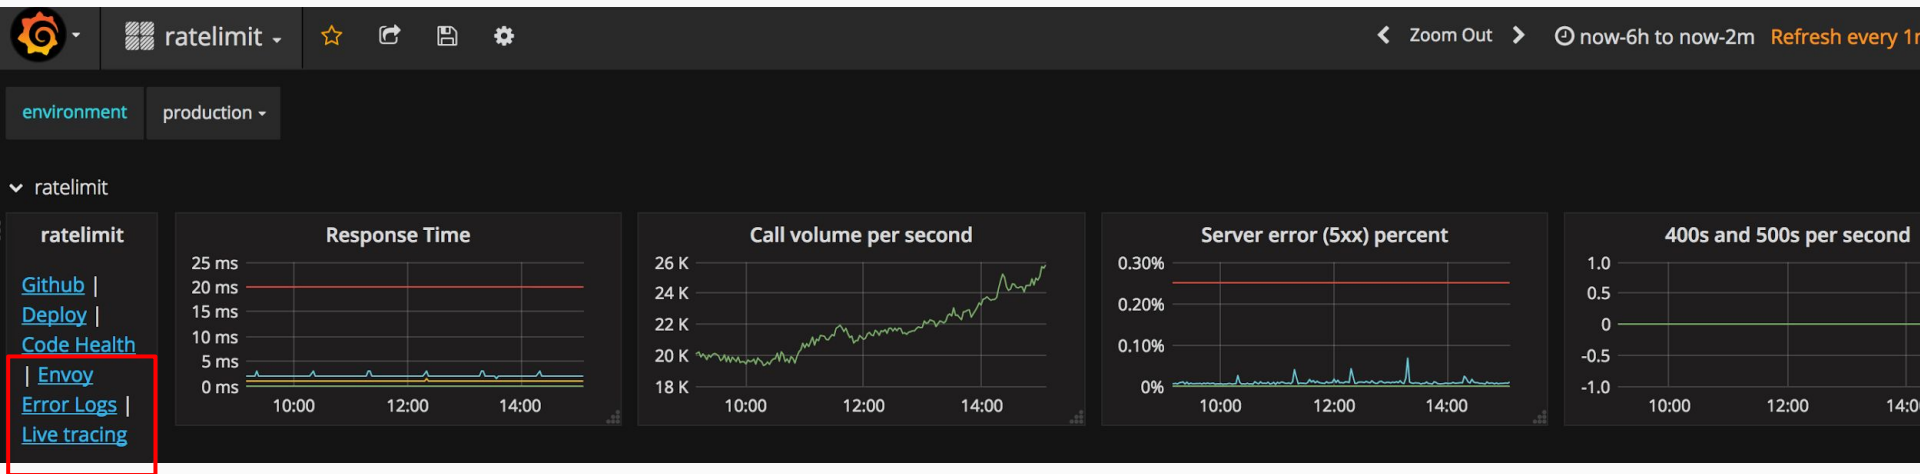 ratelimit
Zoom Out
now-6h to now-2m Refresh every 1
environment production
ratelimit
ratelimit
Github |
Deploy |
Code Health
| Envoy
Error Logs |
Live tracing
Response Time
25 ms
20 ms
15 ms
10 ms
5 ms
0 ms
10:00 12:00 14:00
Call volume per second
26 K
24 K
22 K
20 K
18 K
10:00 12:00 14:00
Server error (5xx) percent
0.30%
0.20%
0.10%
0%
10:00 12:00 14:00
400s and 500s per second
1.0
0.5
0
-0.5
-1.0
10:00 12:00 14:0